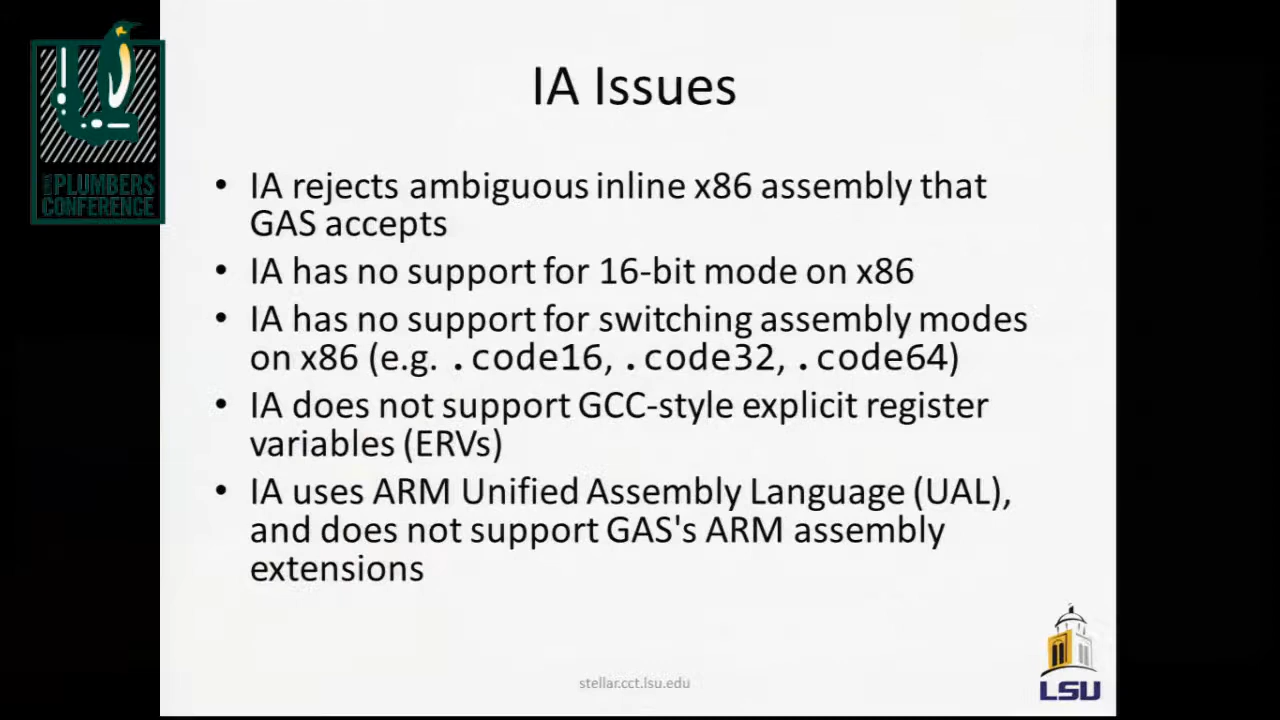 IA Issues
• IA rejects ambiguous inline x86 assembly that
GAS accepts
• IA has no support for 16-bit mode on x86
• IA has no support for switching assembly modes
on x86 (e.g. .code16, .code32, .code64)
• IA does not support GCC-style explicit register
variables (ERVs)
• IA uses ARM Unified Assembly Language (UAL),
and does not support GAS's ARM assembly
extensions
stellar.cct.lsu.edu
LSU
PLUMBERS
CONFERENCE